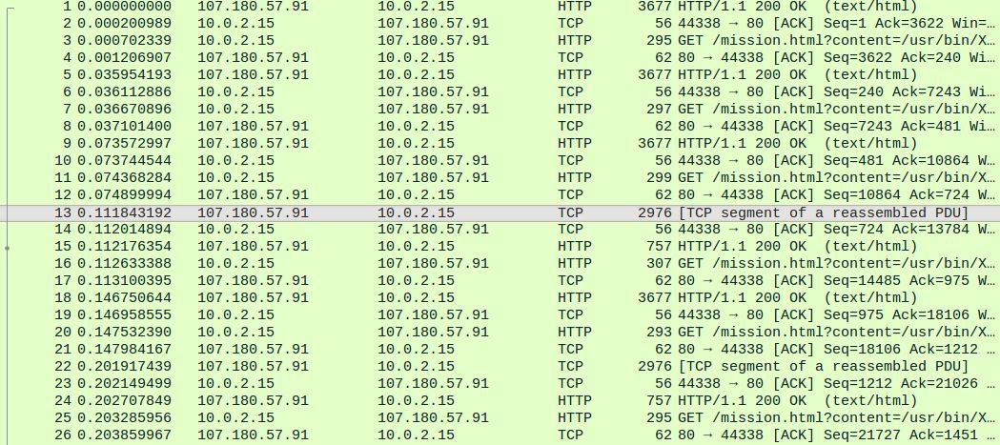 1 0.000000000 107.180.57.91 10.0.2.15 HTTP 3677 HTTP/1.1 200 OK (text/html)
2 0.000200989 10.0.2.15 107.180.57.91 TCP 56 44338 → 80 [ACK] Seq=1 Ack=3622 Win=…
3 0.000702339 10.0.2.15 107.180.57.91 HTTP 295 GET /mission.html?content=/usr/bin/X…
4 0.001206907 107.180.57.91 10.0.2.15 TCP 62 80 → 44338 [ACK] Seq=3622 Ack=240 Wi…
5 0.035954193 107.180.57.91 10.0.2.15 HTTP 3677 HTTP/1.1 200 OK (text/html)
6 0.036112886 10.0.2.15 107.180.57.91 TCP 56 44338 → 80 [ACK] Seq=240 Ack=7243 Wi…
7 0.036670896 10.0.2.15 107.180.57.91 HTTP 297 GET /mission.html?content=/usr/bin/X…
8 0.037101400 107.180.57.91 10.0.2.15 TCP 62 80 → 44338 [ACK] Seq=7243 Ack=481 Wi…
9 0.073572997 107.180.57.91 10.0.2.15 HTTP 3677 HTTP/1.1 200 OK (text/html)
10 0.073744544 10.0.2.15 107.180.57.91 TCP 56 44338 → 80 [ACK] Seq=481 Ack=10864 W…
11 0.074368284 10.0.2.15 107.180.57.91 HTTP 299 GET /mission.html?content=/usr/bin/X…
12 0.074899994 107.180.57.91 10.0.2.15 TCP 62 80 → 44338 [ACK] Seq=10864 Ack=724 W…
13 0.111843192 107.180.57.91 10.0.2.15 TCP 2976 [TCP segment of a reassembled PDU]
14 0.112014894 10.0.2.15 107.180.57.91 TCP 56 44338 → 80 [ACK] Seq=724 Ack=13784 W…
15 0.112176354 107.180.57.91 10.0.2.15 HTTP 757 HTTP/1.1 200 OK (text/html)
16 0.112633388 10.0.2.15 107.180.57.91 HTTP 307 GET /mission.html?content=/usr/bin/X…
17 0.113100395 107.180.57.91 10.0.2.15 TCP 62 80 → 44338 [ACK] Seq=14485 Ack=975 W…
18 0.146750644 107.180.57.91 10.0.2.15 HTTP 3677 HTTP/1.1 200 OK (text/html)
19 0.146958555 10.0.2.15 107.180.57.91 TCP 56 44338 → 80 [ACK] Seq=975 Ack=18106 W…
20 0.147532390 10.0.2.15 107.180.57.91 HTTP 293 GET /mission.html?content=/usr/bin/X…
21 0.147984167 107.180.57.91 10.0.2.15 TCP 62 80 → 44338 [ACK] Seq=18106 Ack=1212 …
22 0.201917439 107.180.57.91 10.0.2.15 TCP 2976 [TCP segment of a reassembled PDU]
23 0.202149499 10.0.2.15 107.180.57.91 TCP 56 44338 → 80 [ACK] Seq=1212 Ack=21026 …
24 0.202707849 107.180.57.91 10.0.2.15 HTTP 757 HTTP/1.1 200 OK (text/html)
25 0.203285956 10.0.2.15 107.180.57.91 HTTP 295 GET /mission.html?content=/usr/bin/X…
26 0.203859967 107.180.57.91 10.0.2.15 TCP 62 80 → 44338 [ACK] Seq=21727 Ack=1451 …